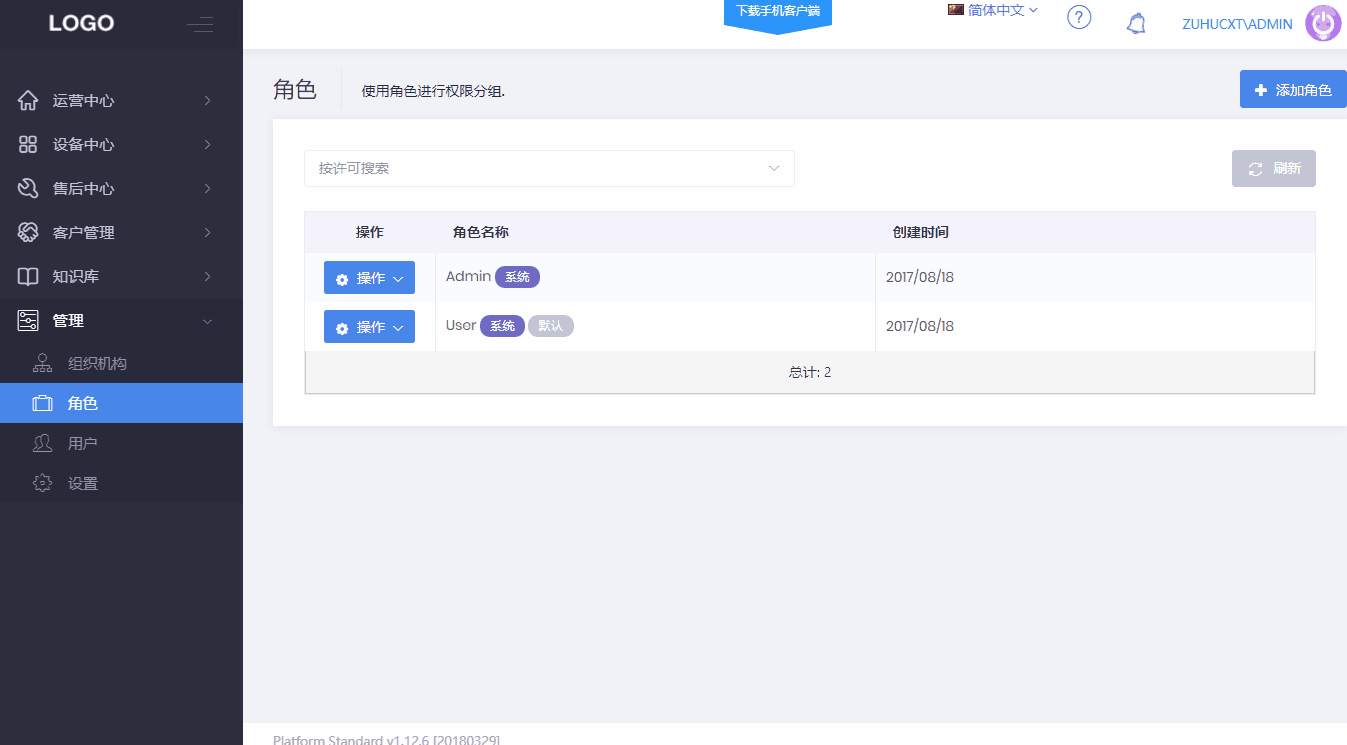 LOGO
下载手机客户端
简体中文
ZUHUCXT\ADMIN
运营中心
设备中心
售后中心
客户管理
知识库
管理
组织机构
角色
用户
设置
角色
使用角色进行权限分组.
添加角色
按许可搜索
刷新
操作 角色名称 创建时间
操作 Admin 系统 2017/08/18
操作 User 系统 默认 2017/08/18
总计: 2
Platform Standard v1.12.6 [20180329]